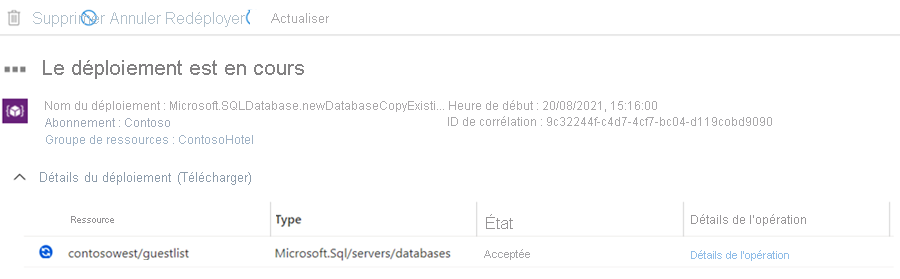 Supprimer Annuler Redéployer Actualiser
Le déploiement est en cours
Nom du déploiement : Microsoft.SQLDatabase.newDatabaseCopyExisti... Heure de début : 20/08/2021, 15:16:00
Abonnement : Contoso ID de corrélation : 9c32244f-c4d7-4cf7-bc04-d119cobd9090
Groupe de ressources : ContosoHotel
Détails du déploiement (Télécharger)
Ressource Type État Détails de l'opération
contosowest/guestlist Microsoft.Sql/servers/databases Acceptée Détails de l'opération